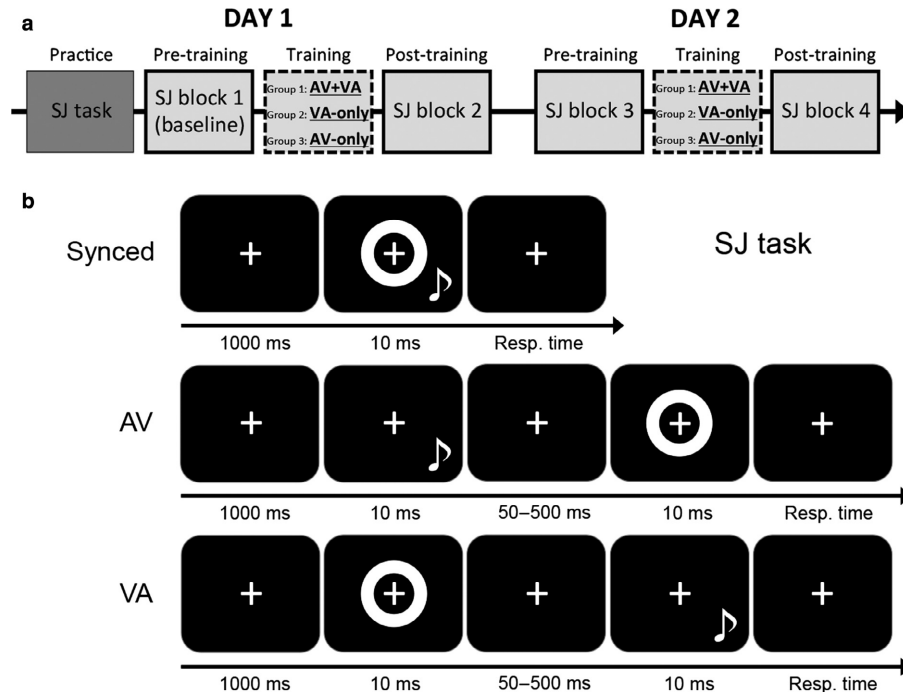 a
DAY 1
DAY 2
Practice
Pre-training
Training
Post-training
Pre-training
Training
Post-training
SJ task
SJ block 1
(baseline)
Group 1: AV+VA
Group 2: VA-only
Group 3: AV-only
SJ block 2
SJ block 3
Group 1: AV+VA
Group 2: VA-only
Group 3: AV-only
SJ block 4
b
Synced
SJ task
1000 ms
10 ms
Resp. time
AV
1000 ms
10 ms
50–500 ms
10 ms
Resp. time
VA
1000 ms
10 ms
50–500 ms
10 ms
Resp. time